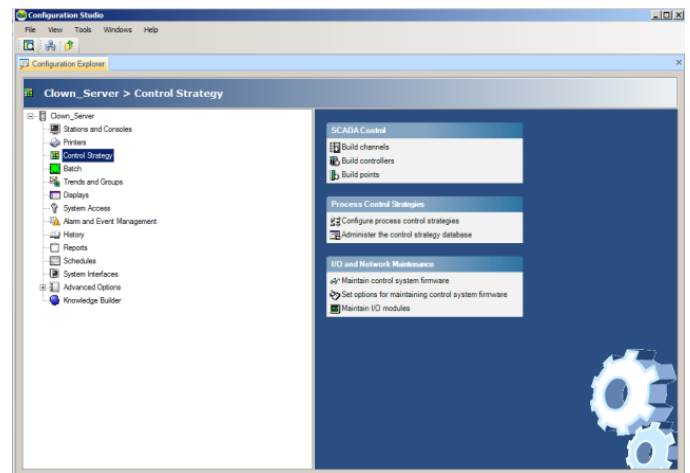 Configuration Studio
File View Tools Windows Help
Configuration Explorer
Clown_Server > Control Strategy
Clown_Server
Stations and Consoles
Printers
Control Strategy
Batch
Trends and Groups
Displays
System Access
Alarm and Event Management
History
Reports
Schedules
System Interfaces
Advanced Options
Knowledge Builder
SCADA Control
Build channels
Build controllers
Build points
Process Control Strategies
Configure process control strategies
Administer the control strategy database
I/O and Network Maintenance
Maintain control system firmware
Set options for maintaining control system firmware
Maintain I/O modules